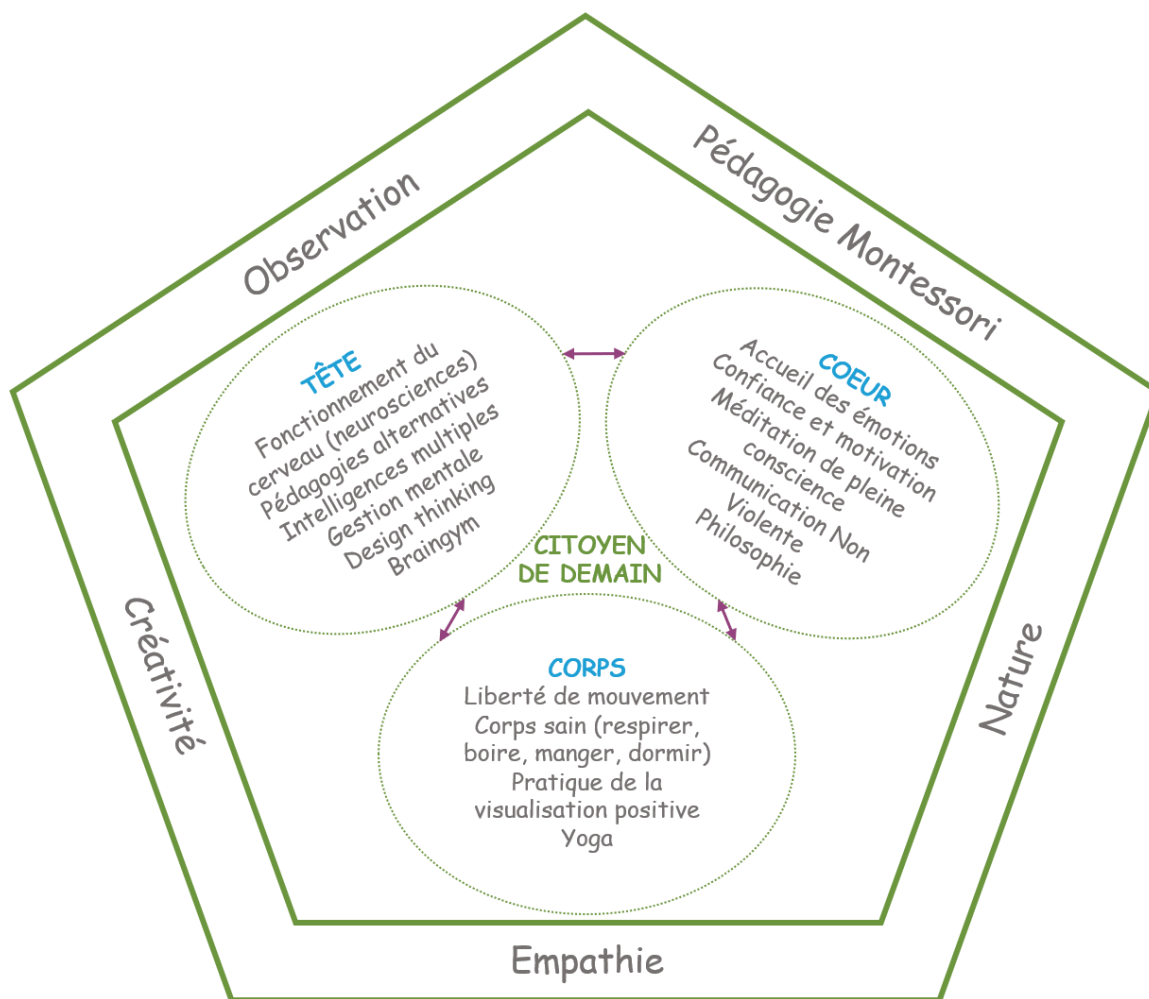 Observation
Pédagogie Montessori
TÊTE
Fonctionnement du
cerveau (neurosciences)
Pédagogies alternatives
Intelligences multiples
Gestion mentale
Design thinking
Braingym
COEUR
Accueil des émotions
Confiance et motivation
Méditation de pleine
conscience
Communication Non
Violente
Philosophie
CITOYEN
DE DEMAIN
CORPS
Liberté de mouvement
Corps sain (respirer,
boire, manger, dormir)
Pratique de la
visualisation positive
Yoga
Créativité
Nature
Empathie